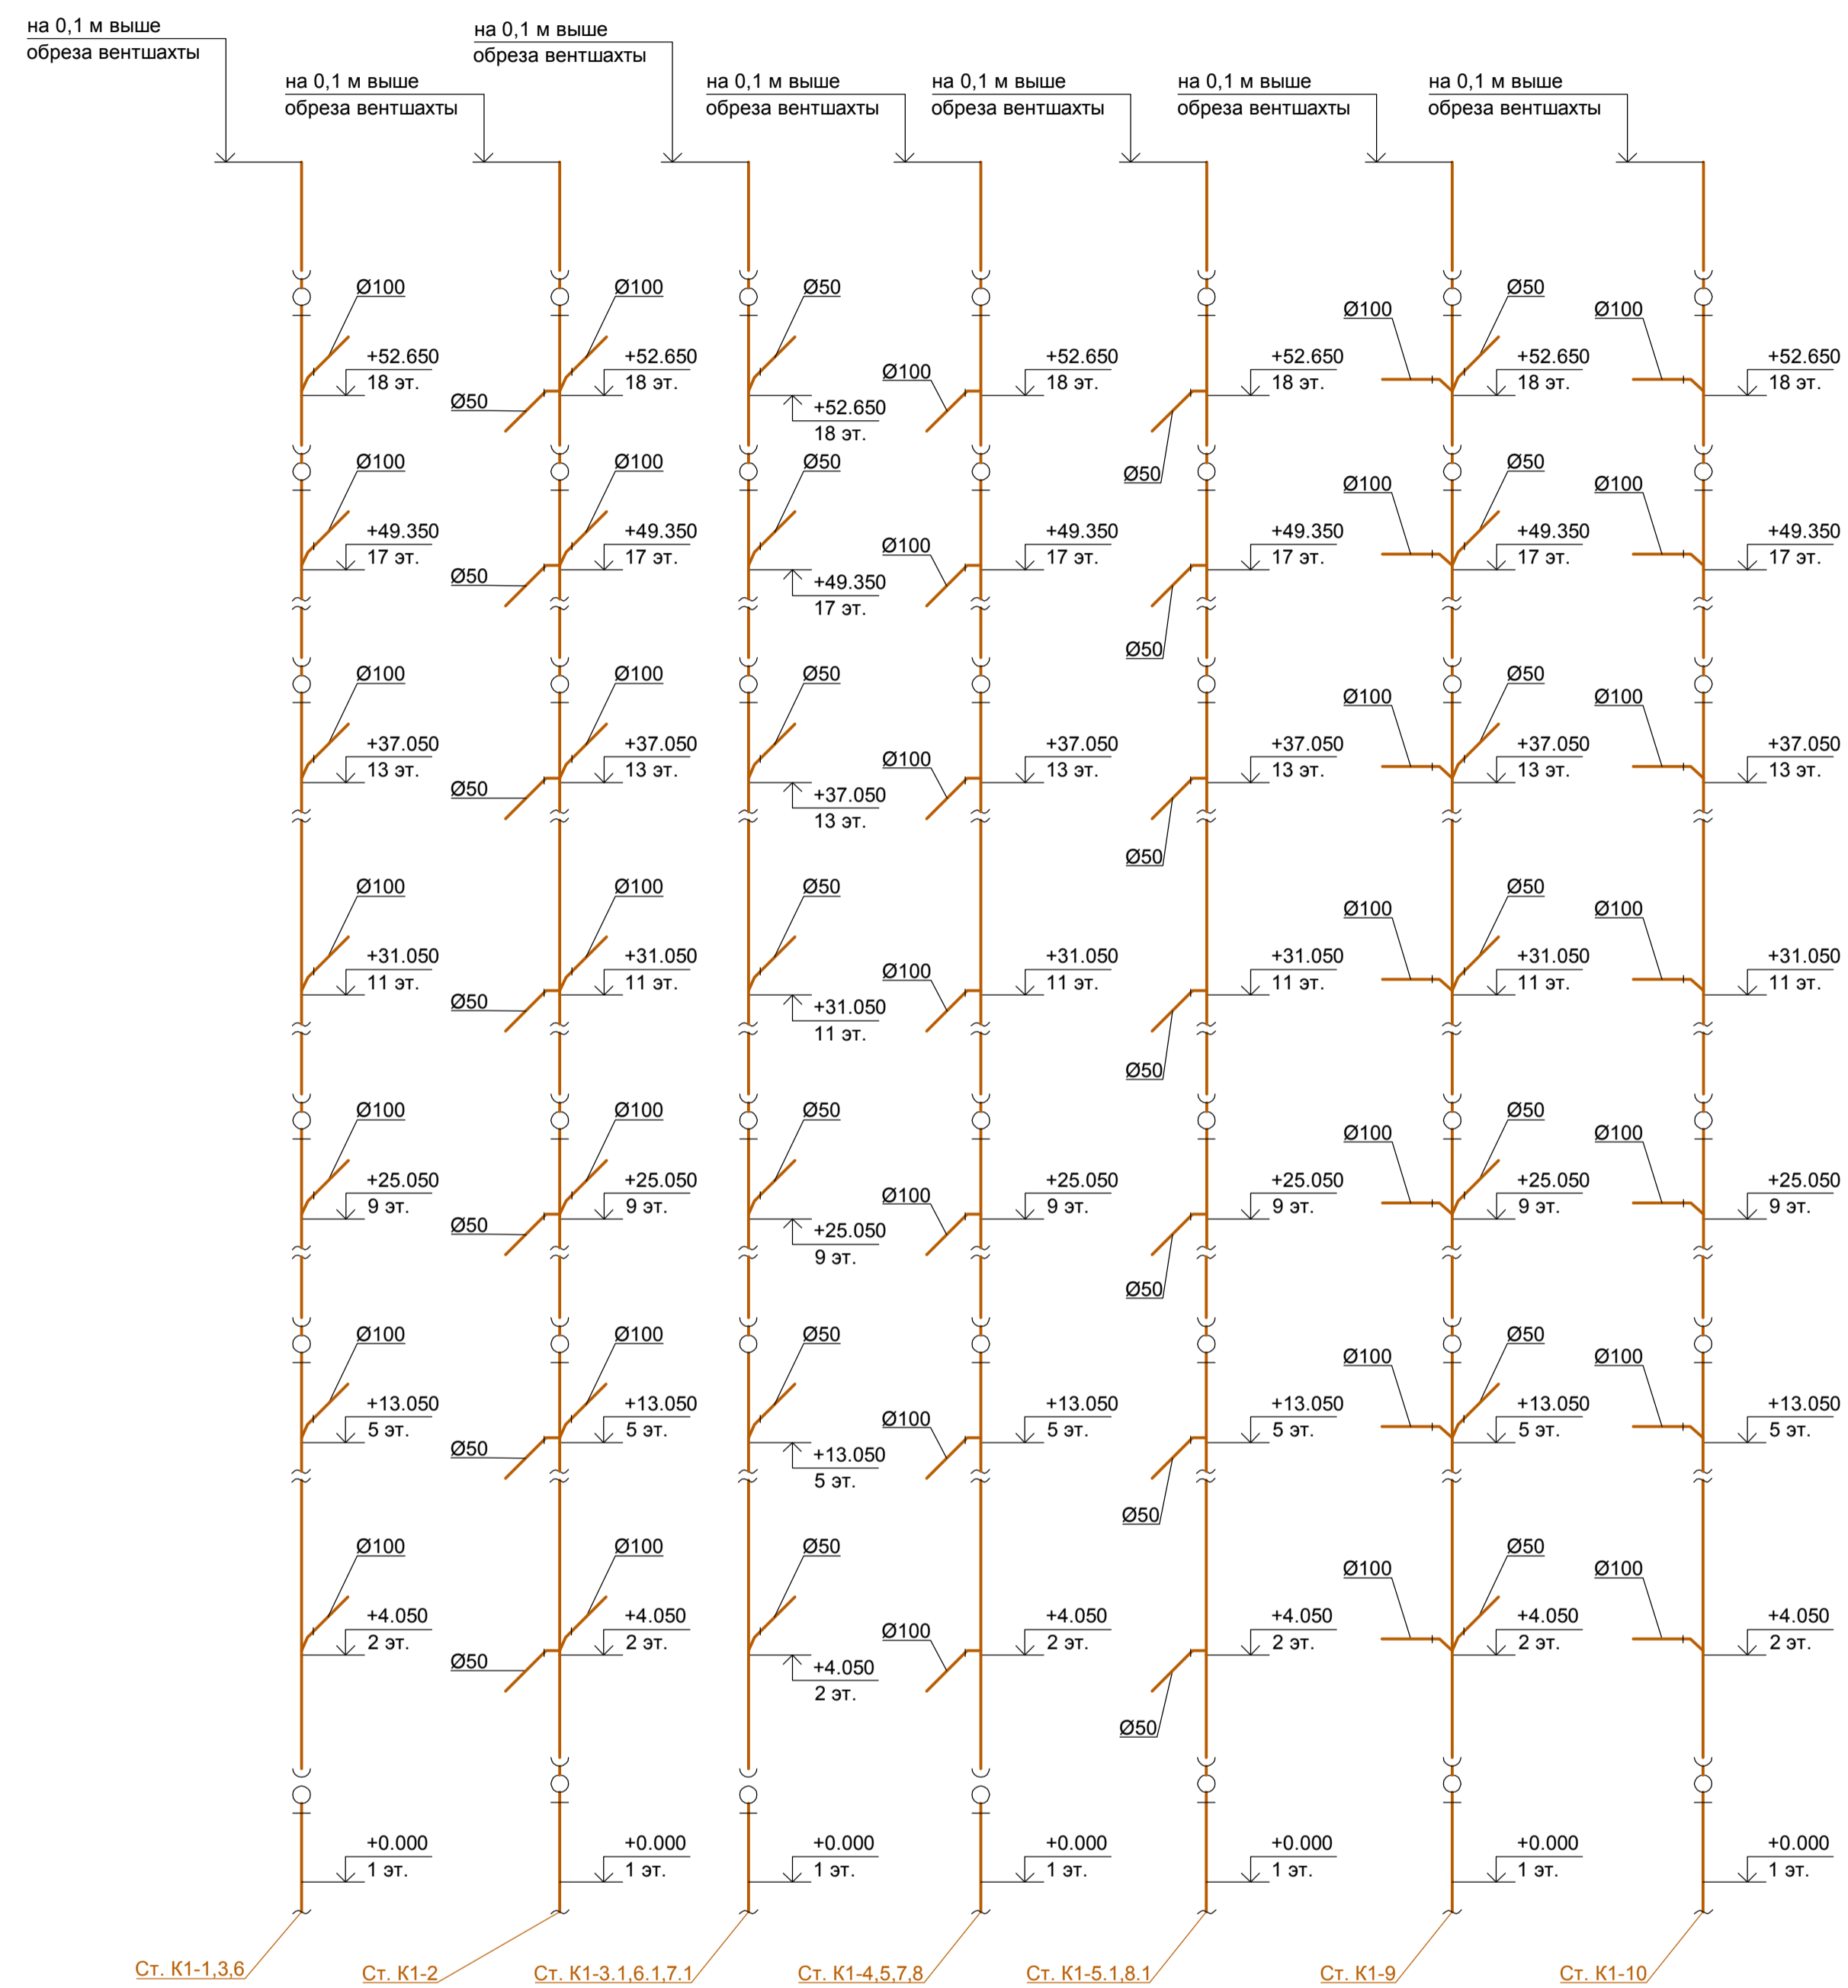 на 0,1 м выше
обреза вентшахты
на 0,1 м выше
обреза вентшахты
на 0,1 м выше
обреза вентшахты
на 0,1 м выше
обреза вентшахты
на 0,1 м выше
обреза вентшахты
на 0,1 м выше
обреза вентшахты
на 0,1 м выше
обреза вентшахты
Ø100
+52.650
18 эт.
Ø100
+49.350
17 эт.
Ø100
+37.050
13 эт.
Ø100
+31.050
11 эт.
Ø100
+25.050
9 эт.
Ø100
+13.050
5 эт.
Ø100
+4.050
2 эт.
+0.000
1 эт.
Ст. К1-1,3,6
Ø100
+52.650
18 эт.
Ø50
Ø100
+49.350
17 эт.
Ø50
Ø100
+37.050
13 эт.
Ø50
Ø100
+31.050
11 эт.
Ø50
Ø100
+25.050
9 эт.
Ø50
Ø100
+13.050
5 эт.
Ø50
Ø100
+4.050
2 эт.
Ø50
+0.000
1 эт.
Ст. К1-2
Ø50
+52.650
18 эт.
Ø50
+49.350
17 эт.
Ø50
+37.050
13 эт.
Ø50
+31.050
11 эт.
Ø50
+25.050
9 эт.
Ø50
+13.050
5 эт.
Ø50
+4.050
2 эт.
+0.000
1 эт.
Ст. К1-3.1,6.1,7.1
Ø100
+52.650
18 эт.
Ø100
+49.350
17 эт.
Ø100
+37.050
13 эт.
Ø100
+31.050
11 эт.
Ø100
+25.050
9 эт.
Ø100
+13.050
5 эт.
Ø100
+4.050
2 эт.
+0.000
1 эт.
Ст. К1-4,5,7,8
+52.650
18 эт.
Ø50
+49.350
17 эт.
Ø50
+37.050
13 эт.
Ø50
+31.050
11 эт.
Ø50
+25.050
9 эт.
Ø50
+13.050
5 эт.
Ø50
+4.050
2 эт.
Ø50
+0.000
1 эт.
Ст. К1-5.1,8.1
Ø50
Ø100
+52.650
18 эт.
Ø50
Ø100
+49.350
17 эт.
Ø50
Ø100
+37.050
13 эт.
Ø50
Ø100
+31.050
11 эт.
Ø50
Ø100
+25.050
9 эт.
Ø50
Ø100
+13.050
5 эт.
Ø50
Ø100
+4.050
2 эт.
+0.000
1 эт.
Ст. К1-9
Ø100
+52.650
18 эт.
Ø100
+49.350
17 эт.
Ø100
+37.050
13 эт.
Ø100
+31.050
11 эт.
Ø100
+25.050
9 эт.
Ø100
+13.050
5 эт.
Ø100
+4.050
2 эт.
+0.000
1 эт.
Ст. К1-10